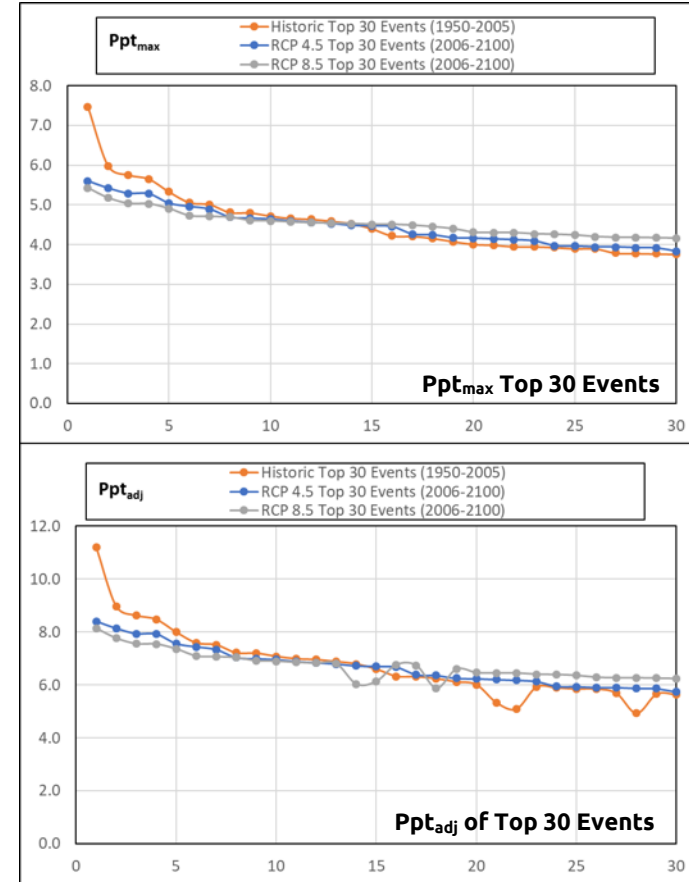 Ppt_max
Historic Top 30 Events (1950-2005)
RCP 4.5 Top 30 Events (2006-2100)
RCP 8.5 Top 30 Events (2006-2100)
8.0
7.0
6.0
5.0
4.0
3.0
2.0
1.0
0.0
Ppt_max Top 30 Events
0 5 10 15 20 25 30
Ppt_adj
Historic Top 30 Events (1950-2005)
RCP 4.5 Top 30 Events (2006-2100)
RCP 8.5 Top 30 Events (2006-2100)
12.0
10.0
8.0
6.0
4.0
2.0
0.0
Ppt_adj of Top 30 Events
0 5 10 15 20 25 30